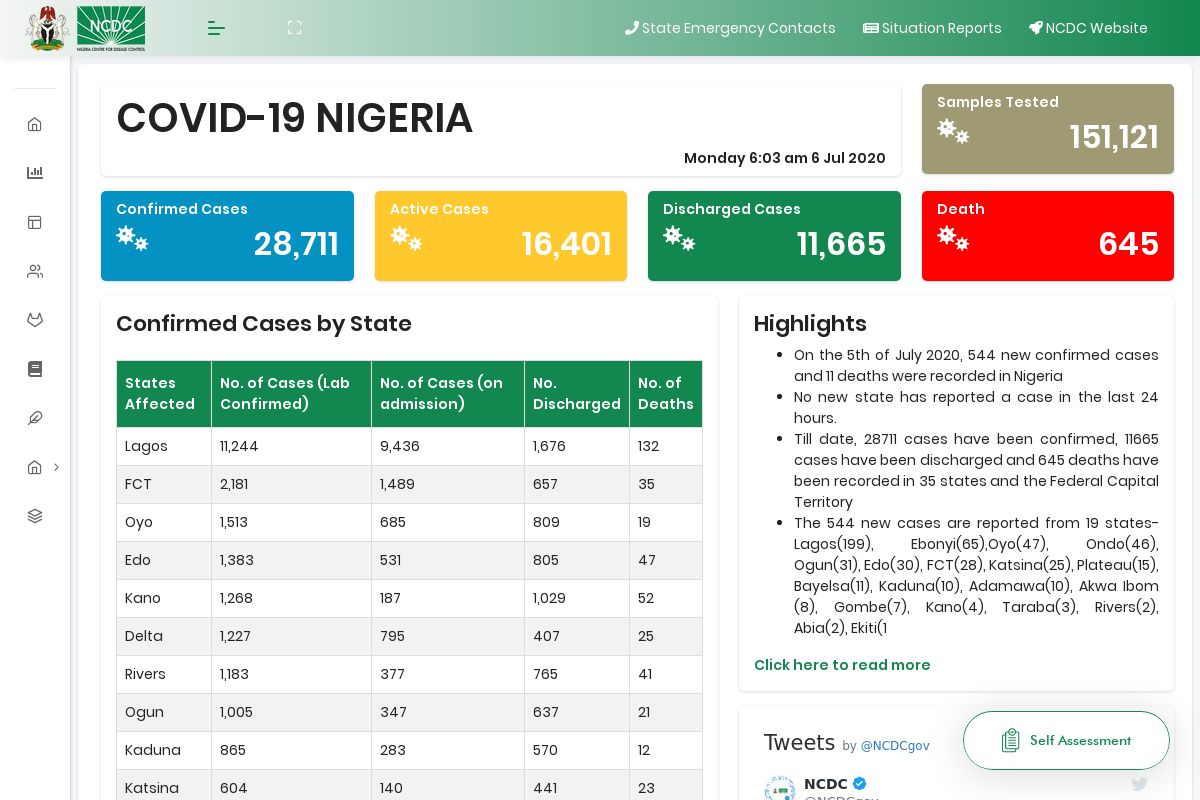 NCDC
NIGERIA CENTRE FOR DISEASE CONTROL
State Emergency Contacts
Situation Reports
NCDC Website
COVID-19 NIGERIA
Monday 6:03 am 6 Jul 2020
Samples Tested
151,121
Confirmed Cases
28,711
Active Cases
16,401
Discharged Cases
11,665
Death
645
Confirmed Cases by State
States Affected | No. of Cases (Lab Confirmed) | No. of Cases (on admission) | No. Discharged | No. of Deaths
Lagos 11,244 9,436 1,676 132
FCT 2,181 1,489 657 35
Oyo 1,513 685 809 19
Edo 1,383 531 805 47
Kano 1,268 187 1,029 52
Delta 1,227 795 407 25
Rivers 1,183 377 765 41
Ogun 1,005 347 637 21
Kaduna 865 283 570 12
Katsina 604 140 441 23
Highlights
On the 5th of July 2020, 544 new confirmed cases
and 11 deaths were recorded in Nigeria
No new state has reported a case in the last 24
hours.
Till date, 28711 cases have been confirmed, 11665
cases have been discharged and 645 deaths have
been recorded in 35 states and the Federal Capital
Territory
The 544 new cases are reported from 19 states-
Lagos(199), Ebonyi(65),Oyo(47), Ondo(46),
Ogun(31), Edo(30), FCT(28), Katsina(25), Plateau(15),
Bayelsa(11), Kaduna(10), Adamawa(10), Akwa Ibom
(8), Gombe(7), Kano(4), Taraba(3), Rivers(2),
Abia(2), Ekiti(1
Click here to read more
Tweets by @NCDCgov
Self Assessment
NCDC
@NCDCgov